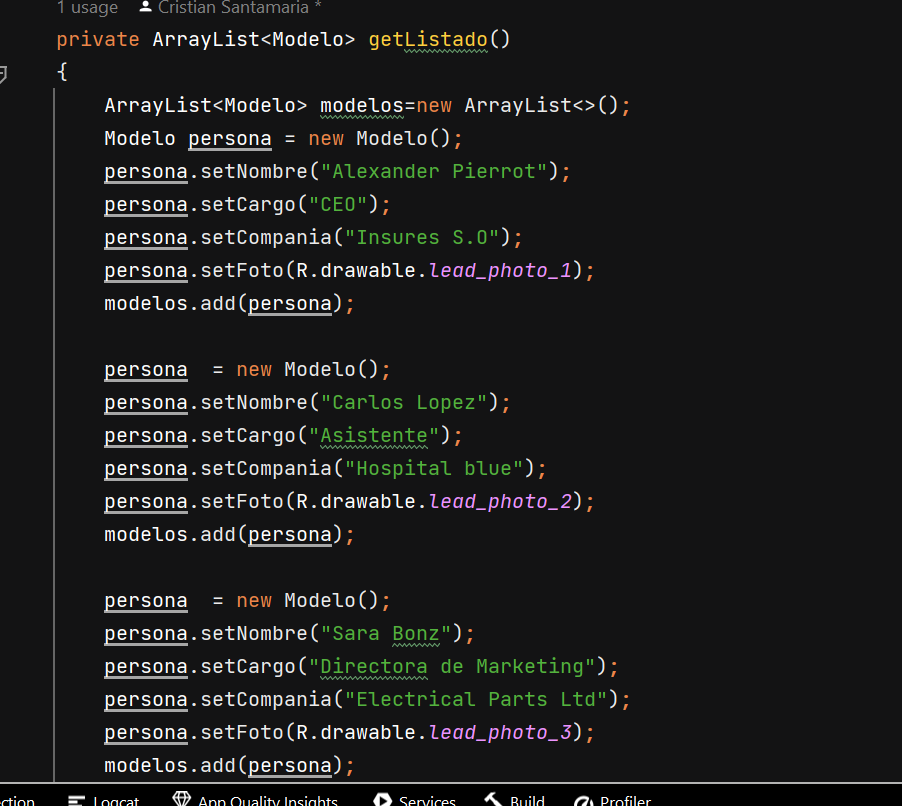 1 usage Cristian Santamaria *
private ArrayList<Modelo> getListado()
{
ArrayList<Modelo> modelos=new ArrayList<>();
Modelo persona = new Modelo();
persona.setNombre("Alexander Pierrot");
persona.setCargo("CEO");
persona.setCompania("Insures S.O");
persona.setFoto(R.drawable.lead_photo_1);
modelos.add(persona);
persona  = new Modelo();
persona.setNombre("Carlos Lopez");
persona.setCargo("Asistente");
persona.setCompania("Hospital blue");
persona.setFoto(R.drawable.lead_photo_2);
modelos.add(persona);
persona  = new Modelo();
persona.setNombre("Sara Bonz");
persona.setCargo("Directora de Marketing");
persona.setCompania("Electrical Parts Ltd");
persona.setFoto(R.drawable.lead_photo_3);
modelos.add(persona);
Logcat App Quality Insights Services Build Profiler